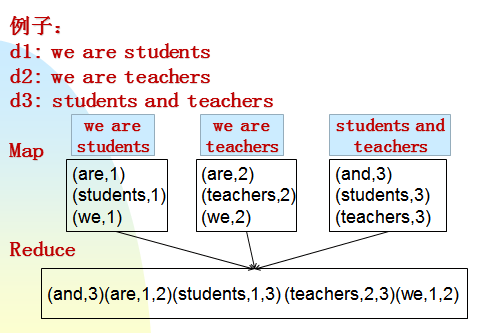 例子：
d1: we are students
d2: we are teachers
d3: students and teachers
Map
we are
students
we are
teachers
students and
teachers
(are,1)
(students,1)
(we,1)
(are,2)
(teachers,2)
(we,2)
(and,3)
(students,3)
(teachers,3)
Reduce
(and,3)(are,1,2)(students,1,3)(teachers,2,3)(we,1,2)